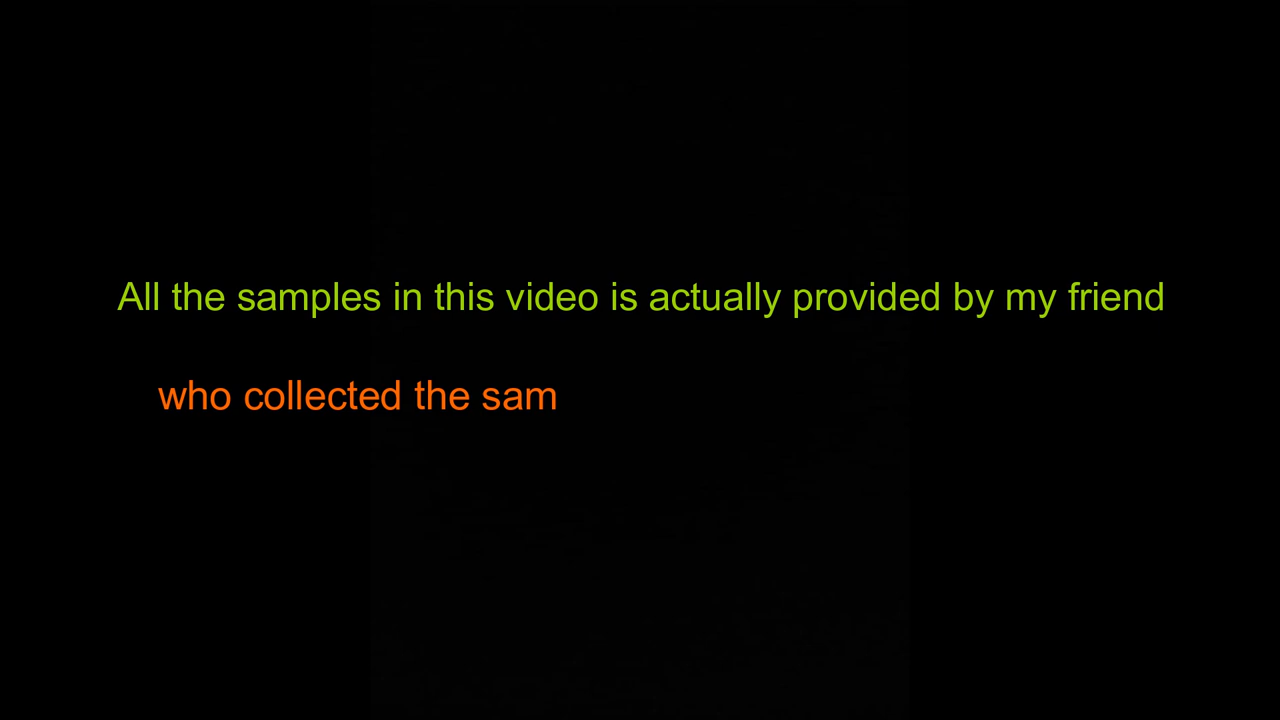 All the samples in this video is actually provided by my friend
who collected the sam